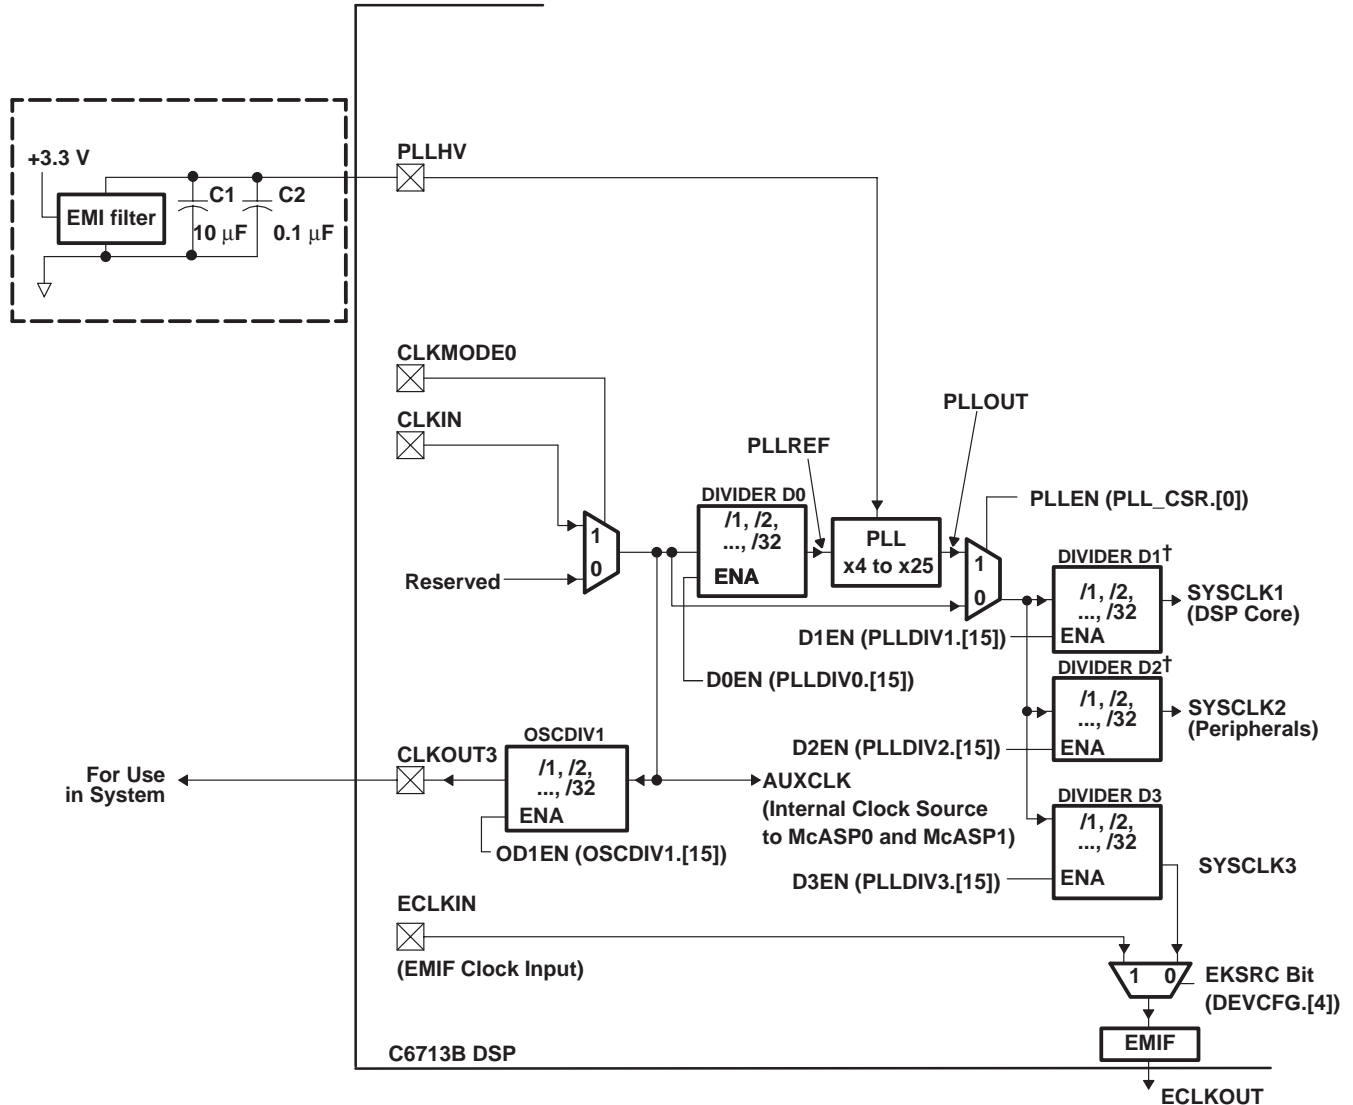 PLLHV
+3.3 V
C1
C2
EMI filter
10 µF
0.1 µF
CLKMODE0
CLKIN
PLLOUT
PLLREF
DIVIDER D0
PLLEN (PLL_CSR.[0])
/1, /2,
..., /32
ENA
PLL
x4 to x25
1
0
1
0
Reserved
DIVIDER D1†
/1, /2,
..., /32
ENA
SYSCLK1
(DSP Core)
D1EN (PLLDIV1.[15])
D0EN (PLLDIV0.[15])
DIVIDER D2†
/1, /2,
..., /32
ENA
SYSCLK2
(Peripherals)
D2EN (PLLDIV2.[15])
OSCDIV1
CLKOUT3
/1, /2,
..., /32
ENA
For Use
in System
AUXCLK
(Internal Clock Source
to McASP0 and McASP1)
OD1EN (OSCDIV1.[15])
DIVIDER D3
/1, /2,
..., /32
ENA
SYSCLK3
D3EN (PLLDIV3.[15])
ECLKIN
(EMIF Clock Input)
1 0
EKSRC Bit
(DEVCFG.[4])
EMIF
C6713B DSP
ECLKOUT